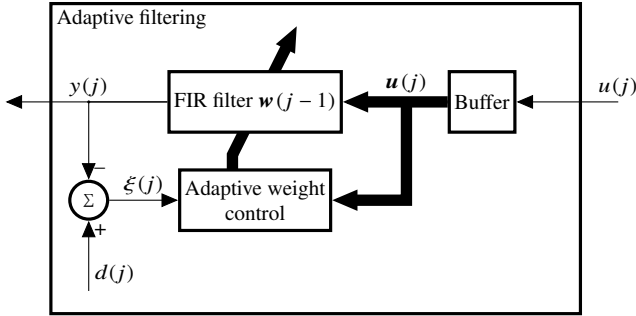 Adaptive filtering
y(j)
FIR filter w(j − 1)
u(j)
Buffer
u(j)
−
Σ
ξ(j)
Adaptive weight
control
+
d(j)